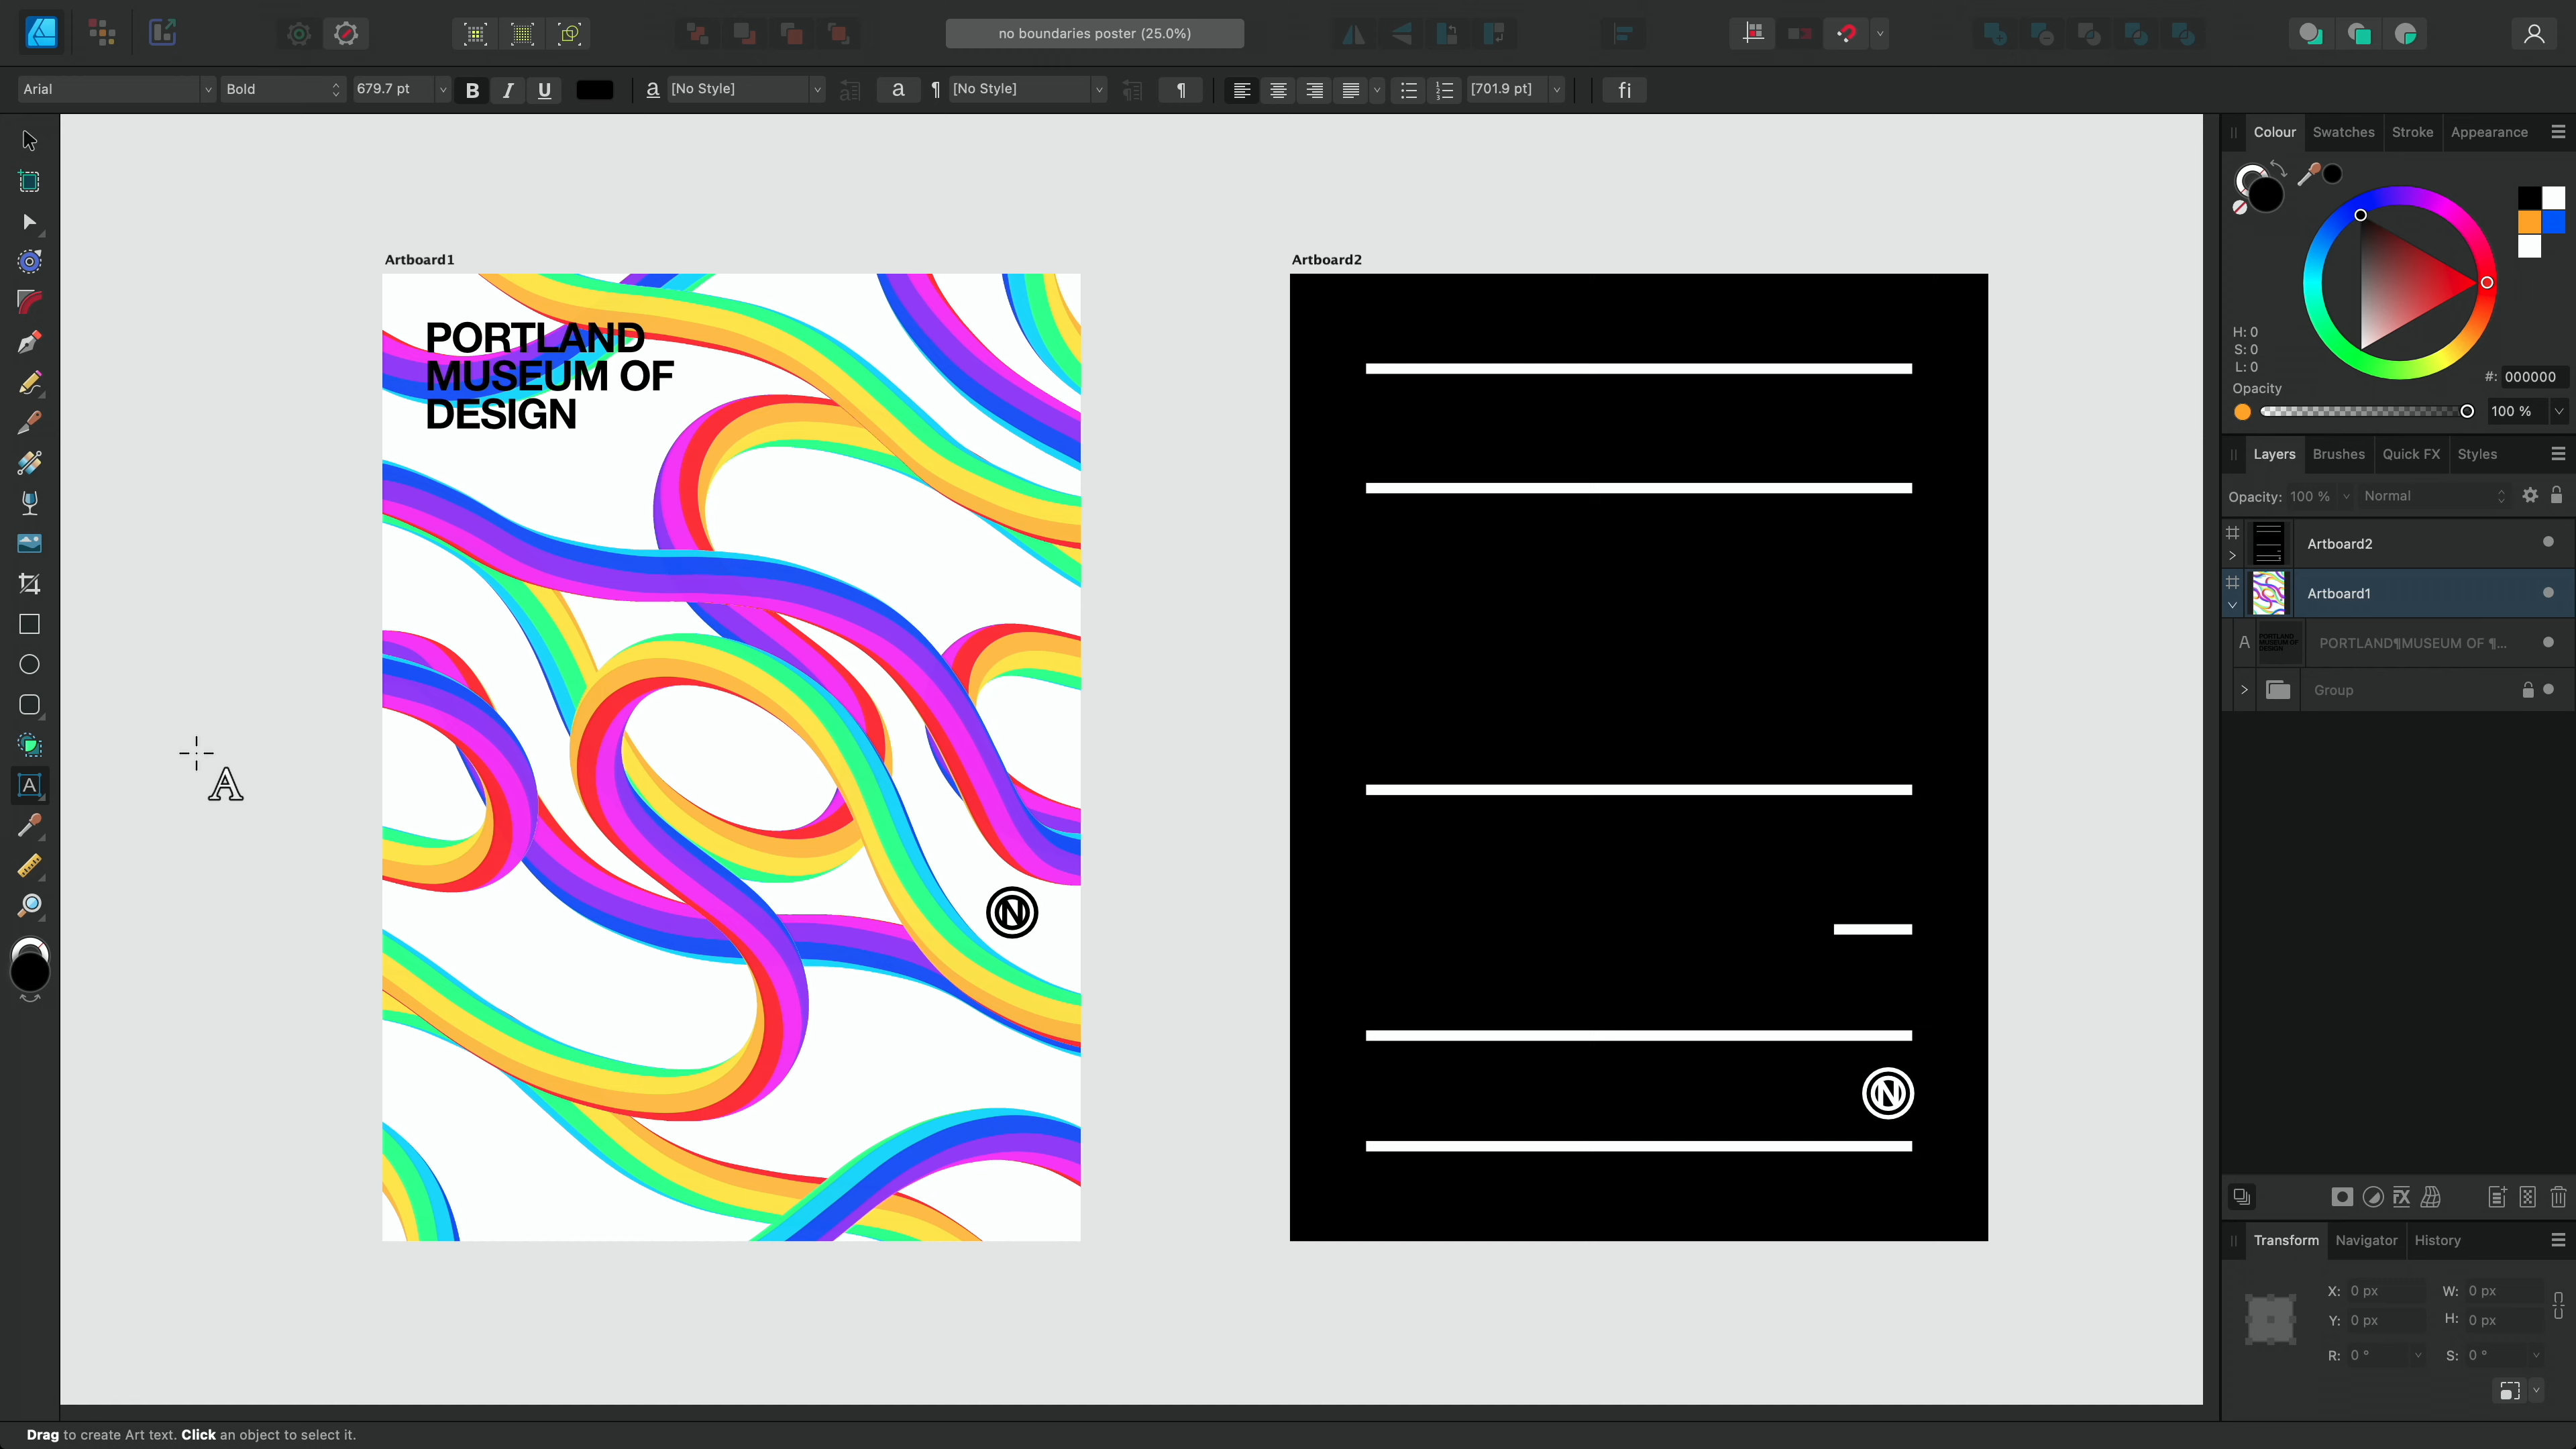 no boundaries poster (25.0%)
Arial
Bold
679.7 pt
B
I
U
a
[No Style]
a
¶
[No Style]
¶
[701.9 pt]
fi
Colour
Swatches
Stroke
Appearance
H: 0
S: 0
L: 0
#: 000000
Opacity
100 %
Layers
Brushes
Quick FX
Styles
Opacity: 100 %
Normal
Artboard2
Artboard1
A
PORTLAND¶MUSEUM OF ¶...
Group
Transform
Navigator
History
X: 0 px
W: 0 px
Y: 0 px
H: 0 px
R: 0 °
S: 0 °
Artboard1
PORTLAND
MUSEUM OF
DESIGN
N
Artboard2
N
A
A
Drag to create Art text. Click an object to select it.